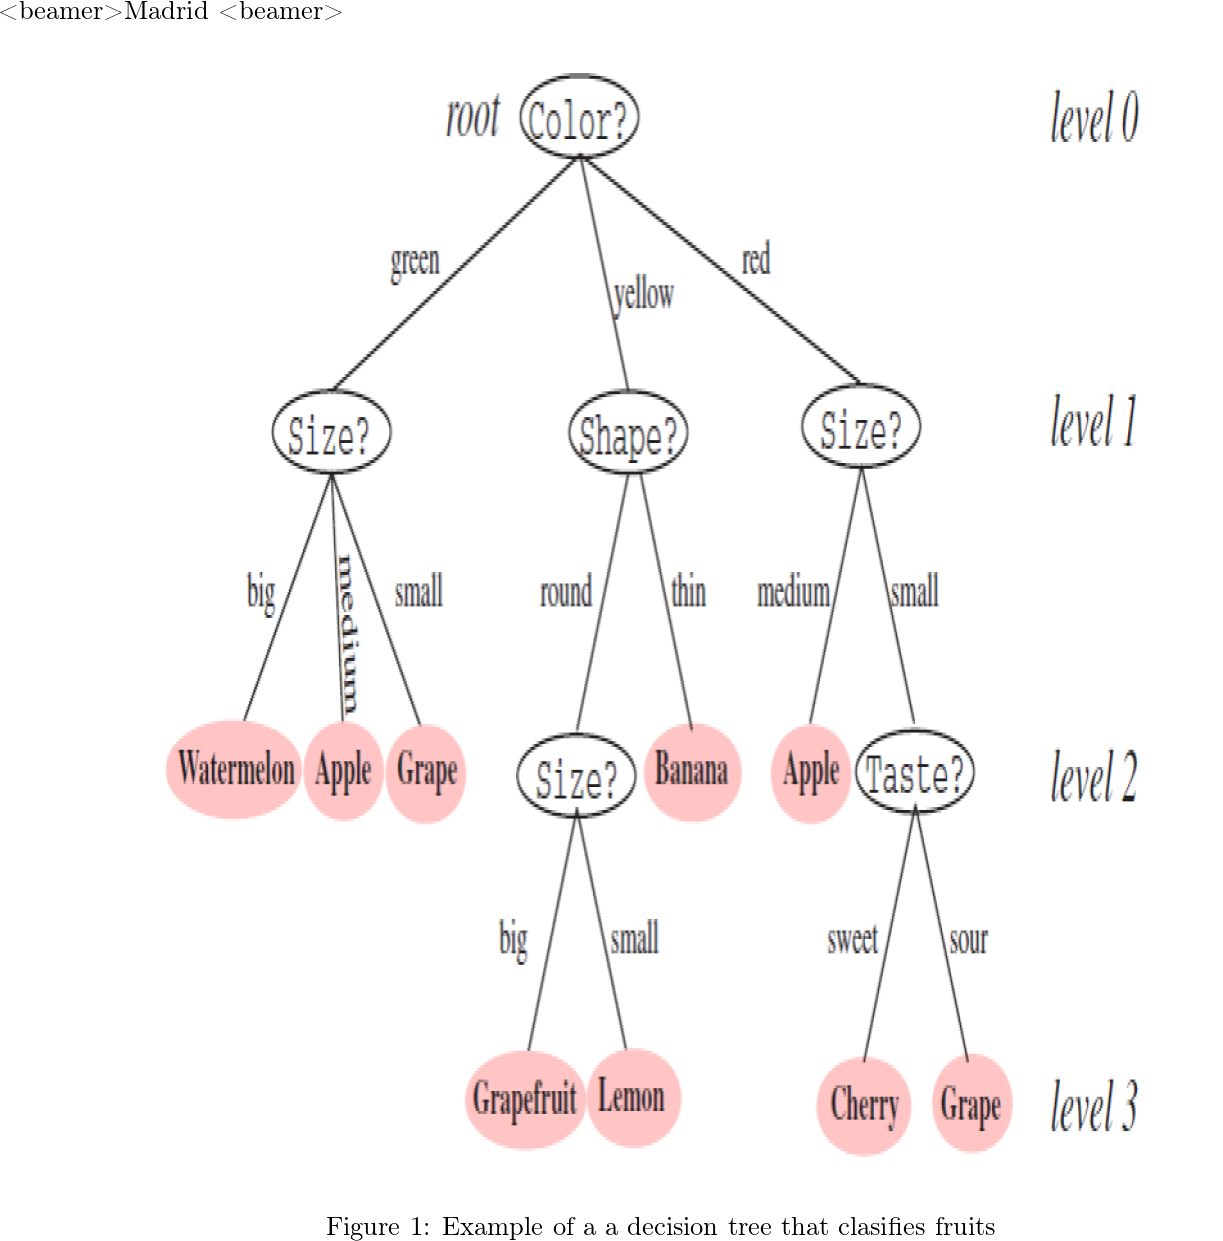 <beamer>Madrid <beamer>
root Color? level 0
green yellow red
Size? Shape? Size? level 1
big medium small round thin medium small
Watermelon Apple Grape Size? Banana Apple Taste? level 2
big small sweet sour
Grapefruit Lemon Cherry Grape level 3
Figure 1: Example of a a decision tree that clasifies fruits